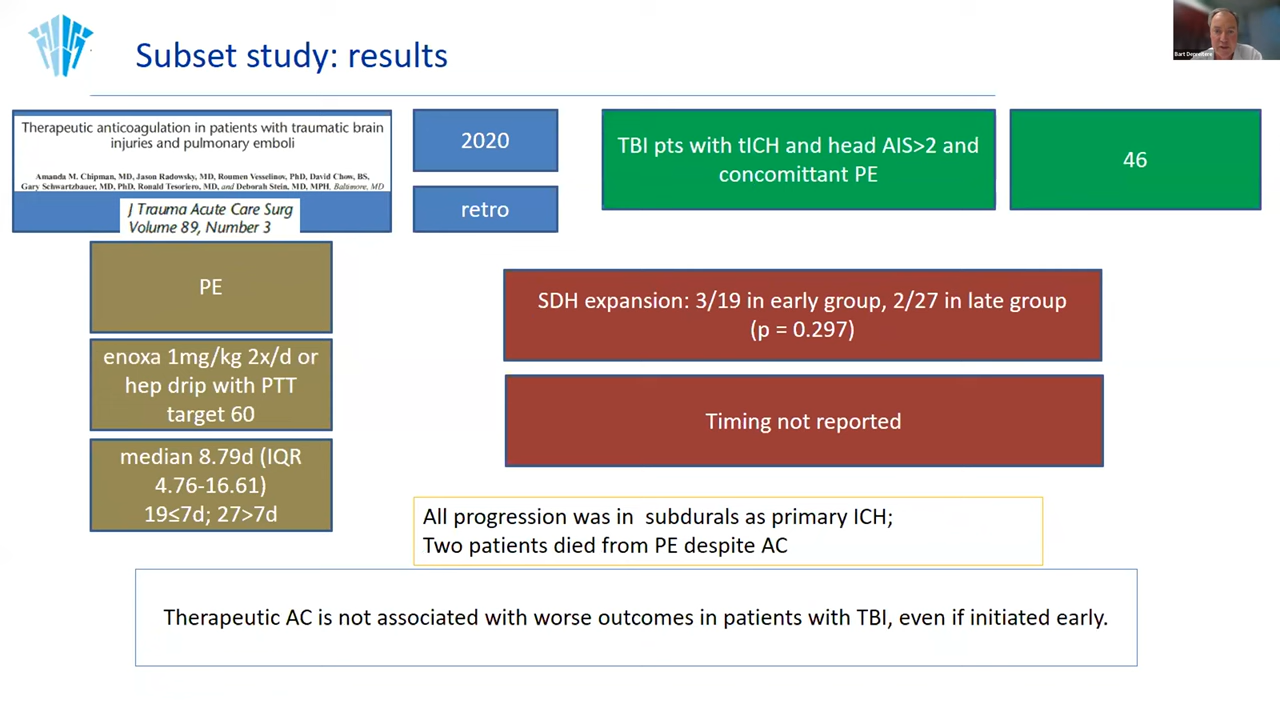 Subset study: results
Bart Depreitere
Therapeutic anticoagulation in patients with traumatic brain
injuries and pulmonary emboli
Amanda M. Chipman, MD, Jason Radowsky, MD, Roumen Vesselinov, PhD, David Chow, BS,
Gary Schwartzbauer, MD, PhD, Ronald Tesoriero, MD, and Deborah Stein, MD, MPH, Baltimore, MD
J Trauma Acute Care Surg
Volume 89, Number 3
2020
retro
TBI pts with tICH and head AIS>2 and
concomittant PE
46
PE
enoxa 1mg/kg 2x/d or
hep drip with PTT
target 60
median 8.79d (IQR
4.76-16.61)
19≤7d; 27>7d
SDH expansion: 3/19 in early group, 2/27 in late group
(p = 0.297)
Timing not reported
All progression was in subdurals as primary ICH;
Two patients died from PE despite AC
Therapeutic AC is not associated with worse outcomes in patients with TBI, even if initiated early.